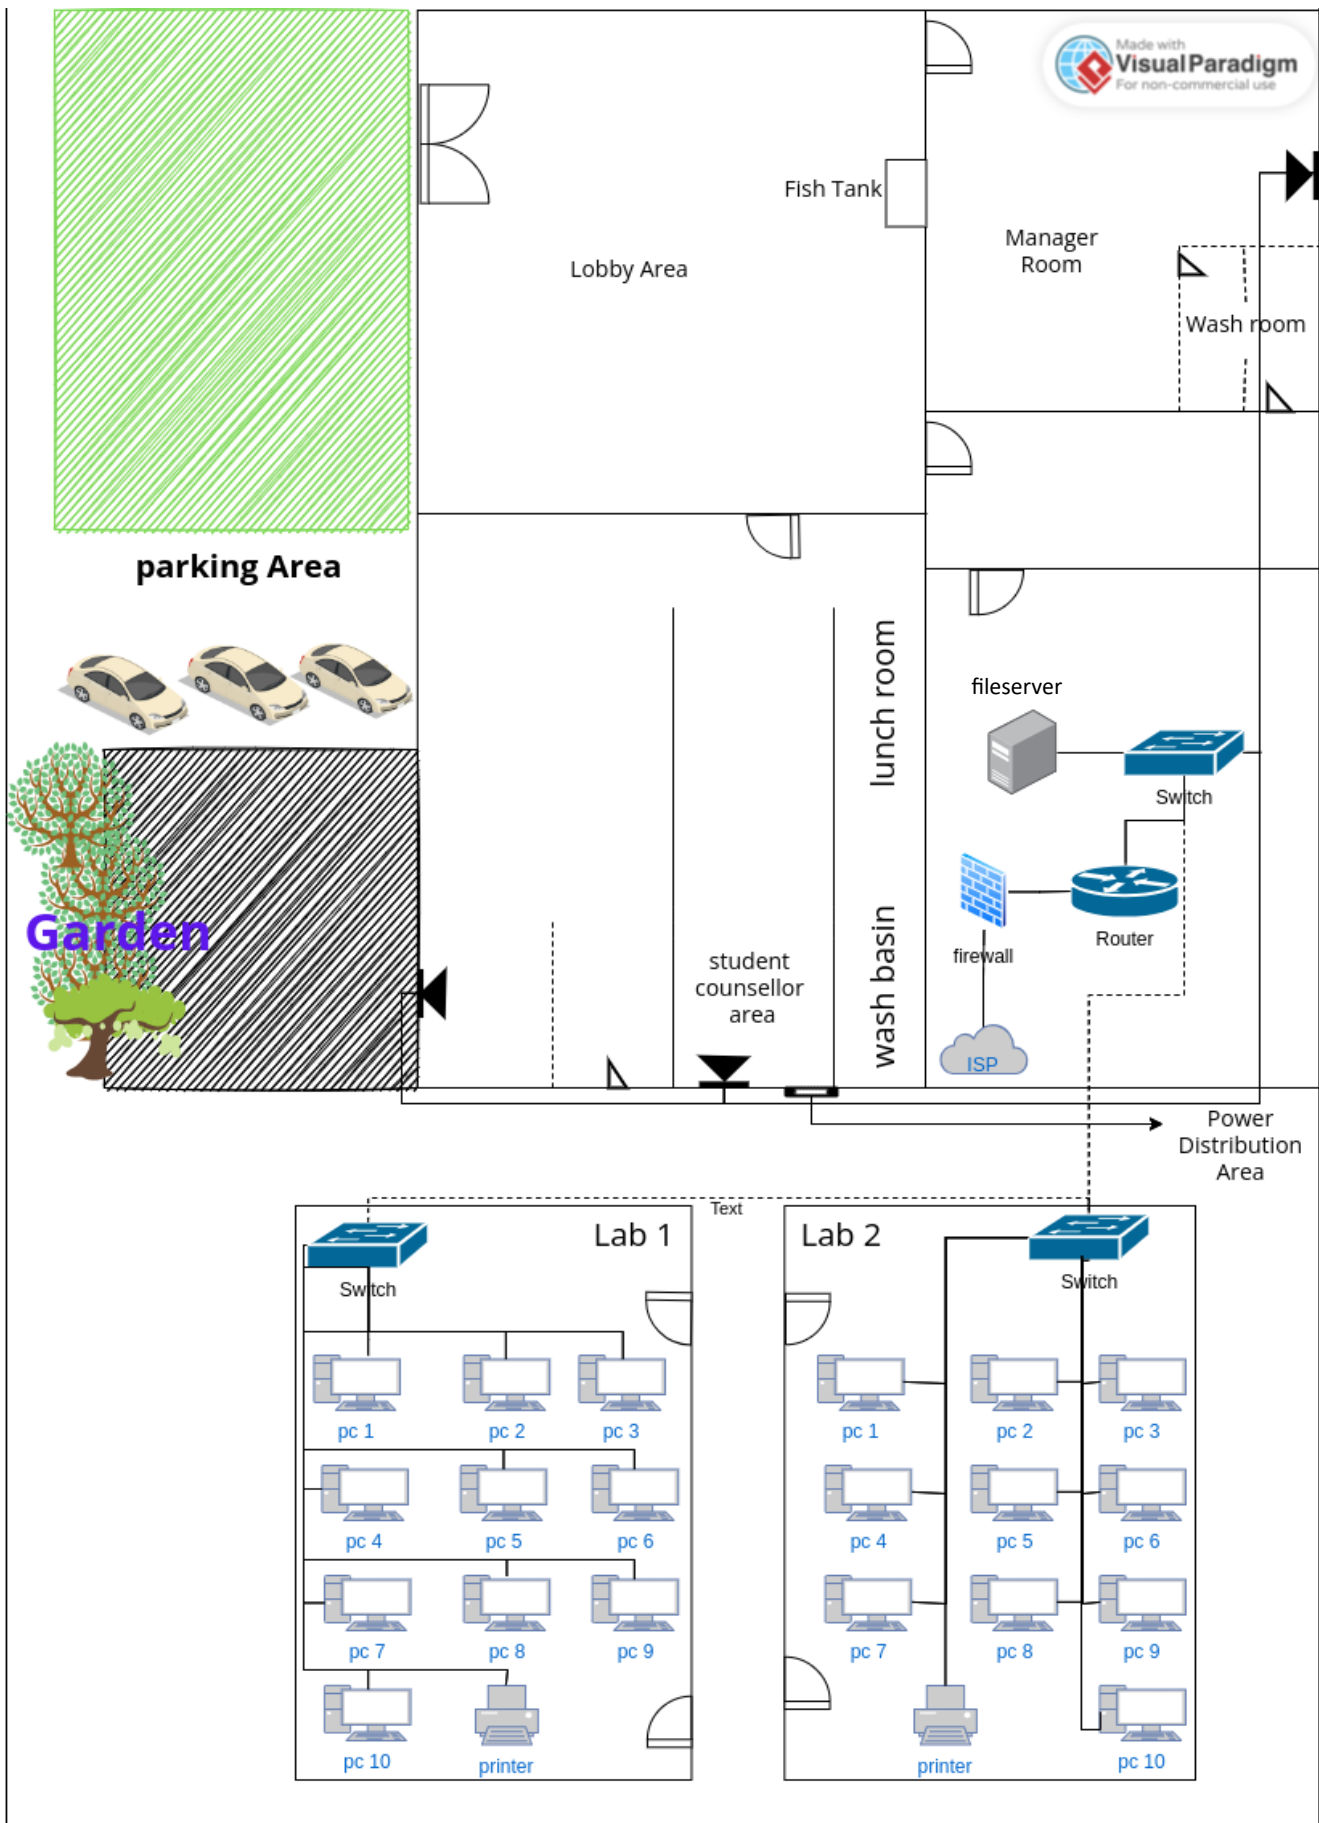 Made with
Visual Paradigm
For non-commercial use
Fish Tank
Manager
Room
Lobby Area
Wash room
parking Area
lunch room
fileserver
Switch
Garden
wash basin
student
counsellor
area
Router
firewall
ISP
Power
Distribution
Area
Text
Lab 1
Lab 2
Switch
Switch
pc 1
pc 2
pc 3
pc 1
pc 2
pc 3
pc 4
pc 5
pc 6
pc 4
pc 5
pc 6
pc 7
pc 8
pc 9
pc 7
pc 8
pc 9
pc 10
printer
printer
pc 10